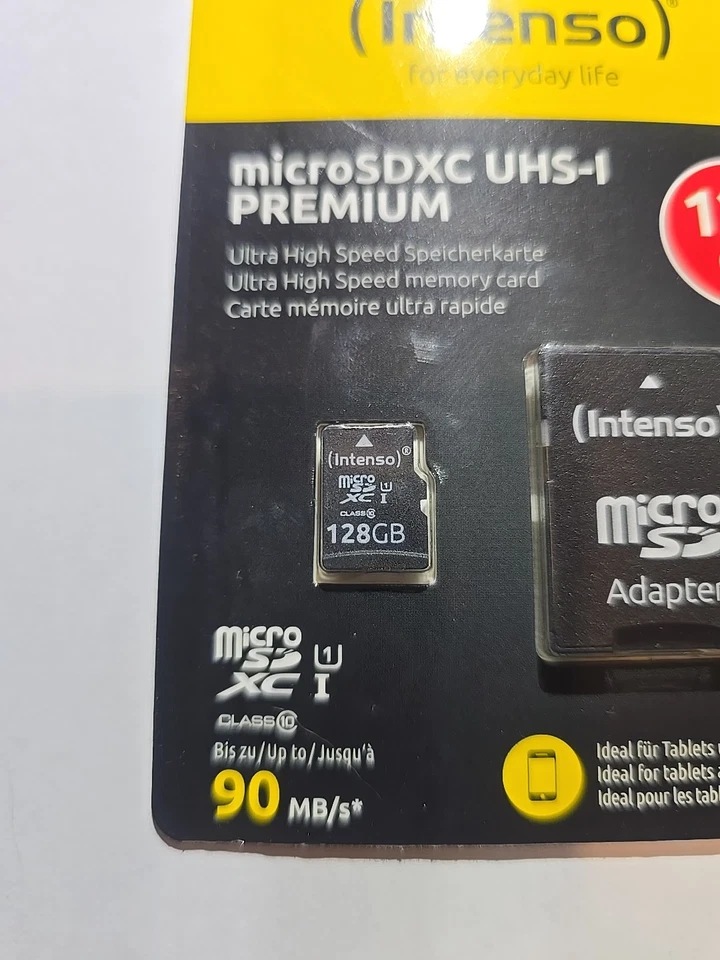 (Intenso)®
for everyday life
microSDXC UHS-I
PREMIUM
Ultra High Speed Speicherkarte
Ultra High Speed memory card
Carte mémoire ultra rapide
(Intenso)®
Micro
SD
XC I
CLASS 10
128GB
(Intenso)
Micro
SD
Adapter
Micro
SD
XC I
CLASS 10
Bis zu/Up to/Jusqu'à
90 MB/s*
Ideal für Tablets
Ideal for tablets
Ideal pour les